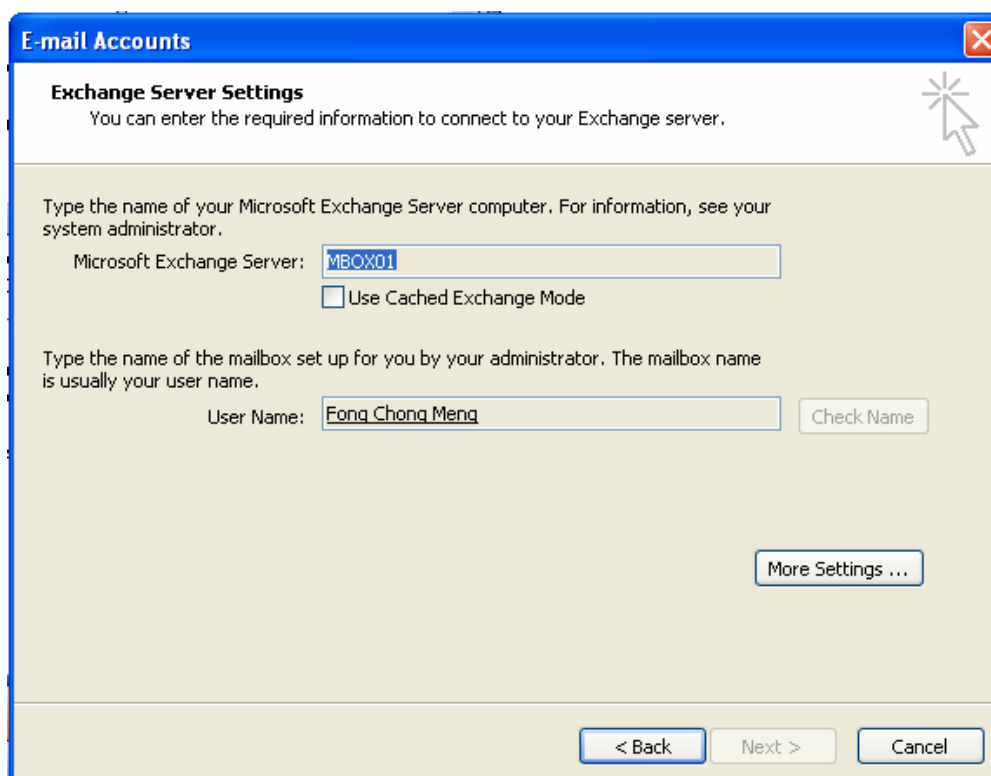 E-mail Accounts
Exchange Server Settings
You can enter the required information to connect to your Exchange server.
Type the name of your Microsoft Exchange Server computer. For information, see your
system administrator.
Microsoft Exchange Server: MBOX01
Use Cached Exchange Mode
Type the name of the mailbox set up for you by your administrator. The mailbox name
is usually your user name.
User Name: Fong Chong Meng Check Name
More Settings ...
< Back Next > Cancel